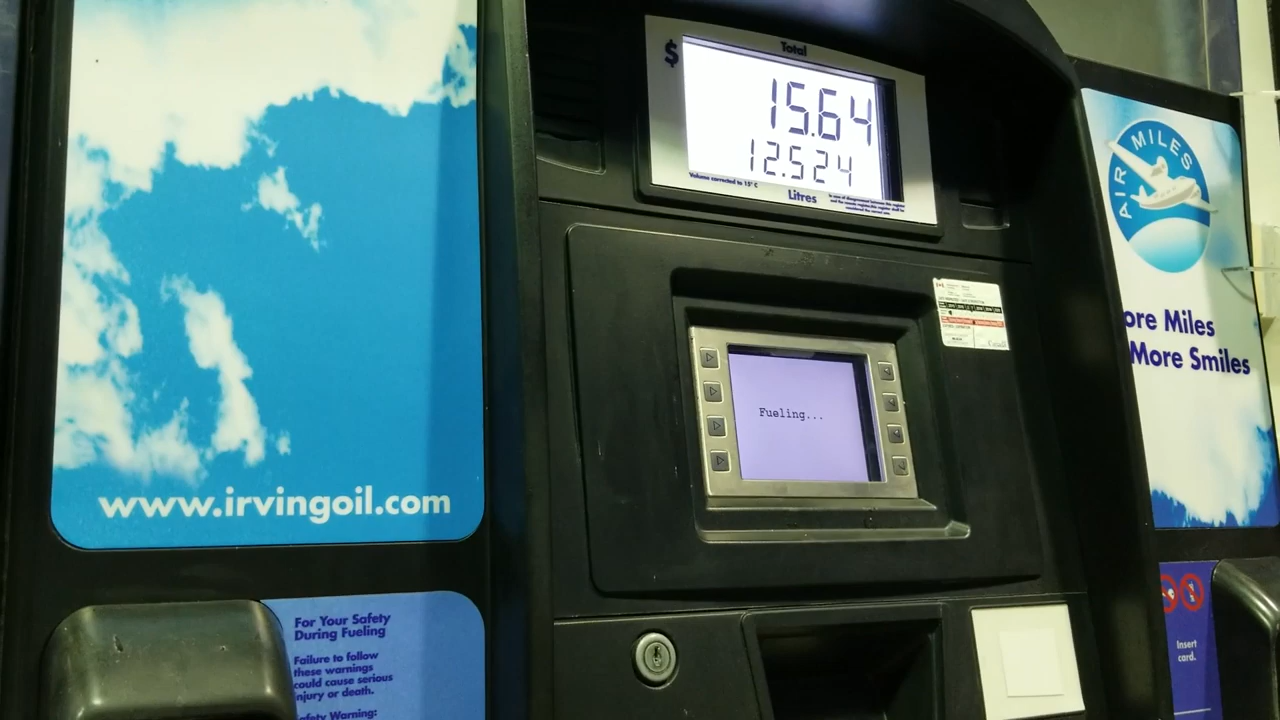 Total
$
15.64
12.524
Volume corrected to 15° C
Litres
AIR MILES
ore Miles
More Smiles
Fueling...
www.irvingoil.com
For Your Safety
During Fueling
Failure to follow
these warnings
could cause serious
injury or death.
afety Warning:
Insert
card.
Canada